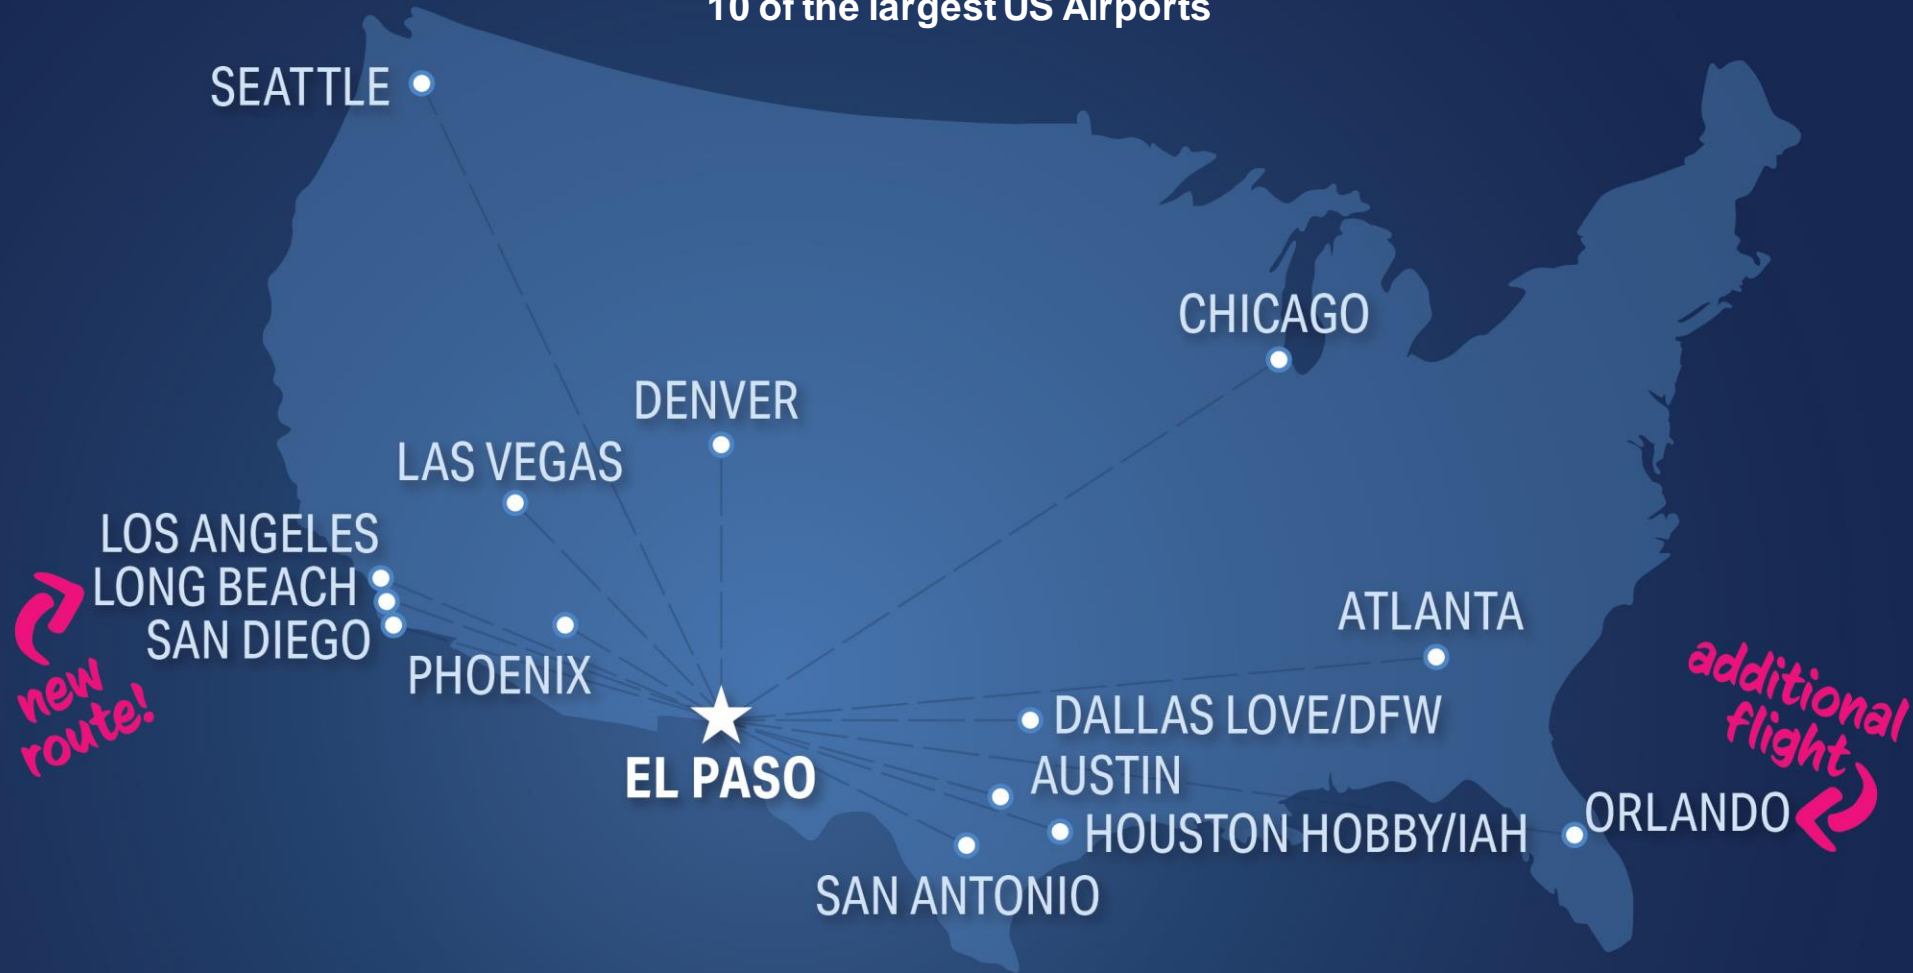 10 of the largest US Airports
SEATTLE
CHICAGO
DENVER
LAS VEGAS
LOS ANGELES
LONG BEACH
SAN DIEGO
new
route!
PHOENIX
EL PASO
ATLANTA
DALLAS LOVE/DFW
AUSTIN
HOUSTON HOBBY/IAH
SAN ANTONIO
additional
flight
ORLANDO